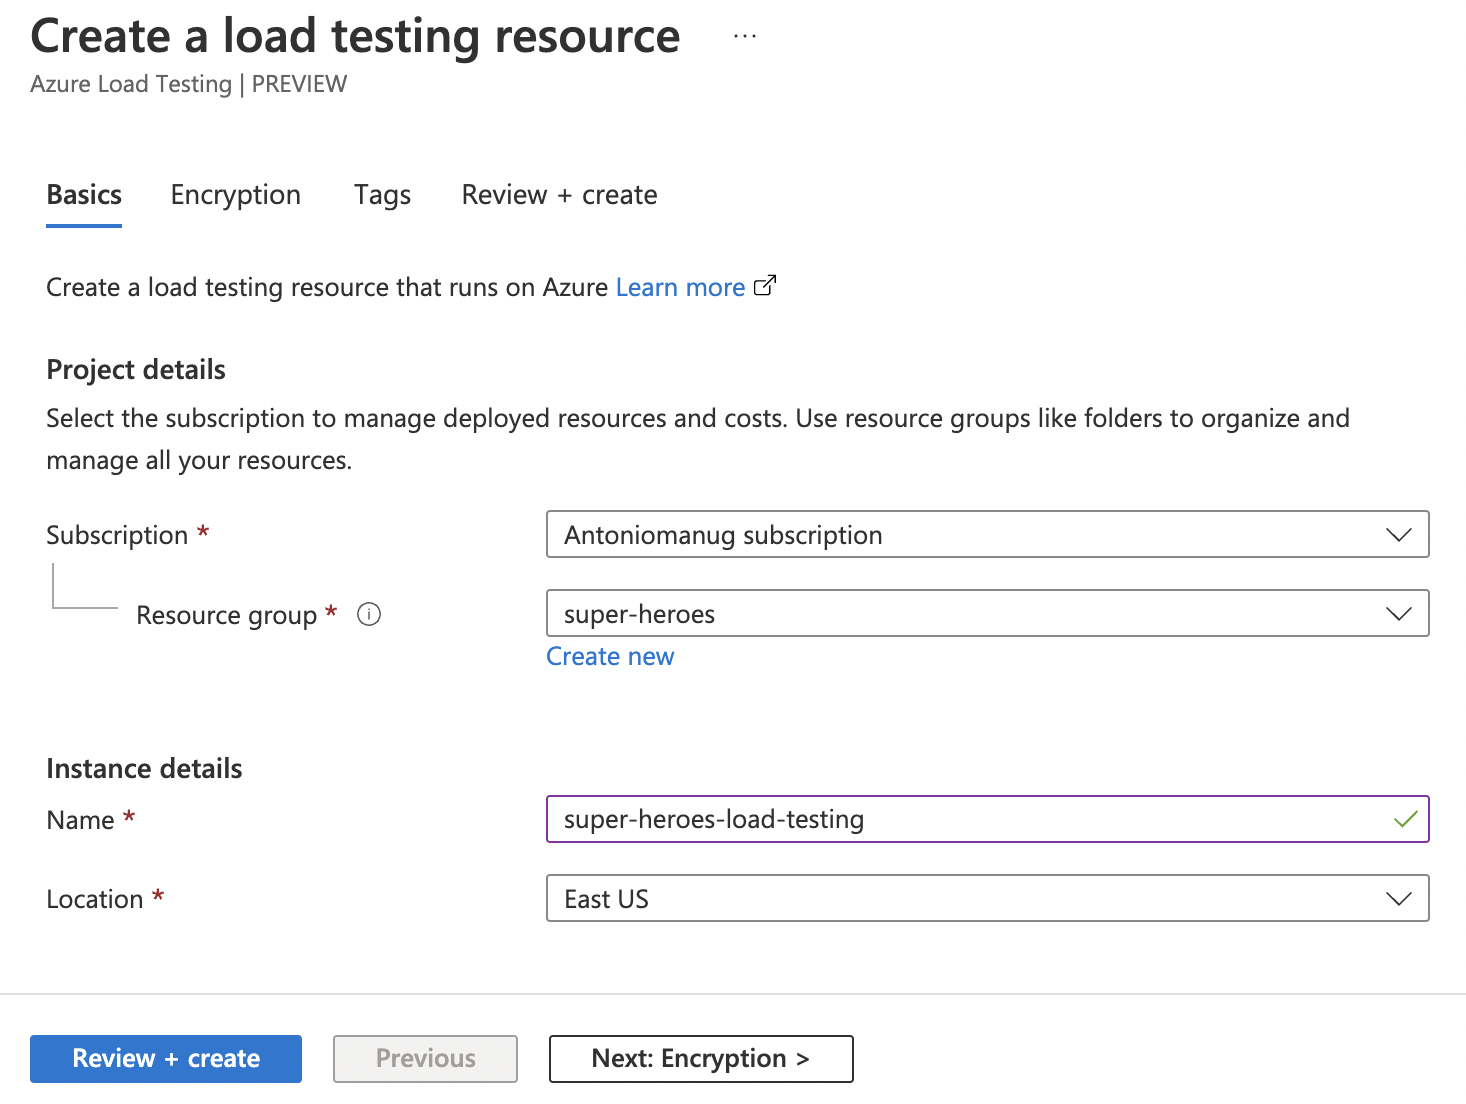 Create a load testing resource ...
Azure Load Testing | PREVIEW
Basics Encryption Tags Review + create
Create a load testing resource that runs on Azure Learn more
Project details
Select the subscription to manage deployed resources and costs. Use resource groups like folders to organize and
manage all your resources.
Subscription * Antoniomanug subscription
Resource group * i super-heroes
Create new
Instance details
Name * super-heroes-load-testing
Location * East US
Review + create Previous Next: Encryption >